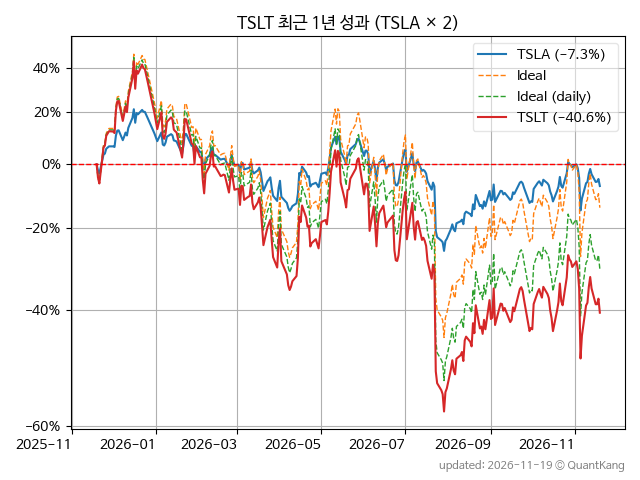 TSLT 최근 1년 성과 (TSLA × 2)
TSLA (−7.3%)
Ideal
Ideal (daily)
TSLT (−40.6%)
40%
20%
0%
−20%
−40%
−60%
2025-11
2026-01
2026-03
2026-05
2026-07
2026-09
2026-11
updated: 2026-11-19 © QuantKang